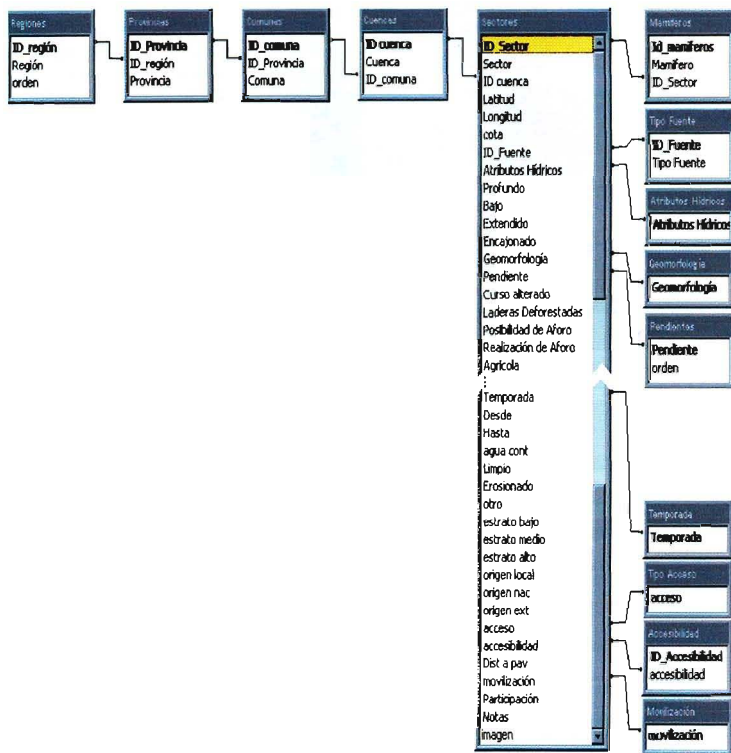 Regiones
ID_región
Región
orden
Provincias
ID_Provincia
ID_región
Provincia
Comunas
ID_comuna
ID_Provincia
Comuna
Cuencas
ID cuenca
Cuenca
ID_comuna
Sectores
ID_Sector
Sector
ID cuenca
Latitud
Longitud
cota
ID_Fuente
Atributos Hídricos
Profundo
Bajo
Extendido
Encajonado
Geomorfología
Pendiente
Curso alterado
Laderas Deforestadas
Posibilidad de Aforo
Realización de Aforo
Agrícola
Temporada
Desde
Hasta
agua cont
Limpio
Erosionado
otro
estrato bajo
estrato medio
estrato alto
origen local
origen nac
origen ext
acceso
accesibilidad
Dist a pav
movilización
Participación
Notas
imagen
Mamiferos
Id_mamiferos
Mamifero
ID_Sector
Tipo Fuente
ID_Fuente
Tipo Fuente
Atributos Hídricos
Atributos Hídricos
Geomorfología
Geomorfología
Pendientes
Pendiente
orden
Temporada
Temporada
Tipo Acceso
acceso
Accesibilidad
ID_Accesibilidad
accesibilidad
Movilización
movilización